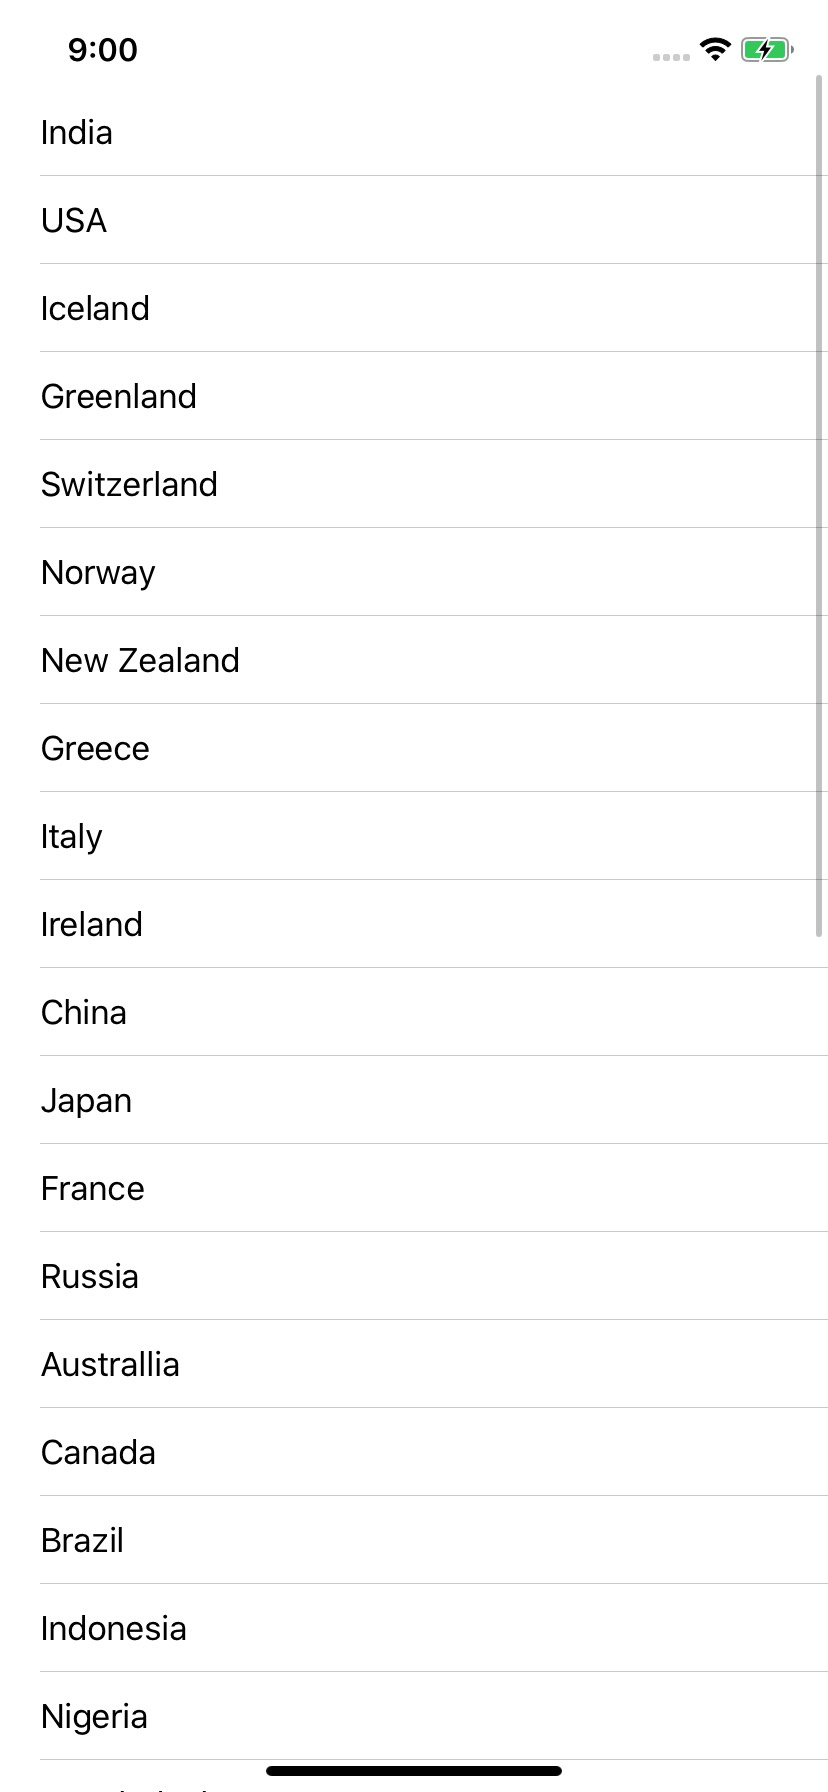 9:00
India
USA
Iceland
Greenland
Switzerland
Norway
New Zealand
Greece
Italy
Ireland
China
Japan
France
Russia
Australlia
Canada
Brazil
Indonesia
Nigeria